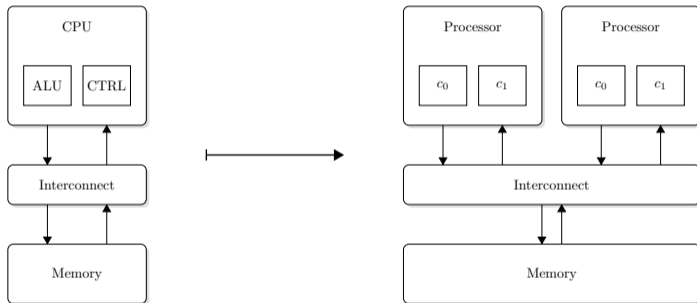 CPU
ALU CTRL
Interconnect
Memory
Processor Processor
c₀ c₁ c₀ c₁
Interconnect
Memory